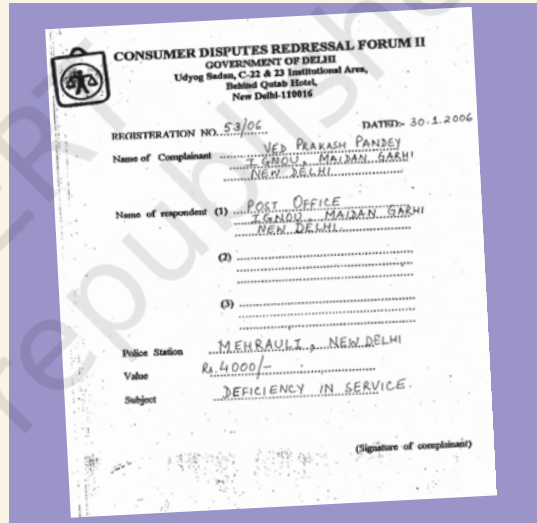 CONSUMER DISPUTES REDRESSAL FORUM II
GOVERNMENT OF DELHI
Udyog Sadan, C-22 & 23 Institutional Area,
Behind Qutab Hotel,
New Delhi-110016
REGISTERATION NO. 53/06 DATED:- 30.1.2006
Name of Complainant VED PRAKASH PANDEY
IGNOU, MAIDAN GARHI
NEW DELHI
Name of respondent (1) POST OFFICE
IGNOU, MAIDAN GARHI
NEW DELHI
(2)
(3)
Police Station MEHRAULI, NEW DELHI
Value Rs. 4000/-
Subject DEFICIENCY IN SERVICE.
(Signature of complainant)